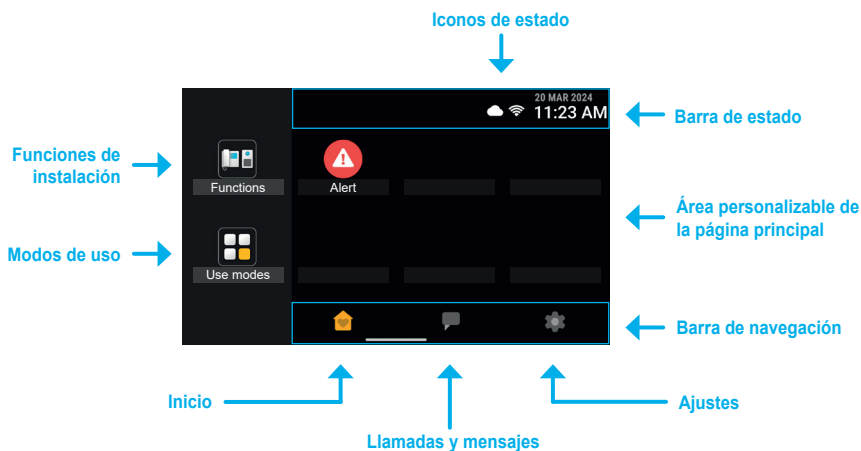 Iconos de estado
20 MAR 2024
11:23 AM
Barra de estado
Funciones de
instalación
Functions
Alert
Área personalizable de
la página principal
Modos de uso
Use modes
Barra de navegación
Inicio
Ajustes
Llamadas y mensajes